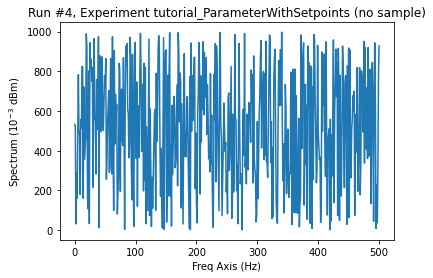 Run #4, Experiment tutorial_ParameterWithSetpoints (no sample)
1000
800
600
400
200
0
Spectrum (10⁻³ dBm)
0 100 200 300 400 500
Freq Axis (Hz)